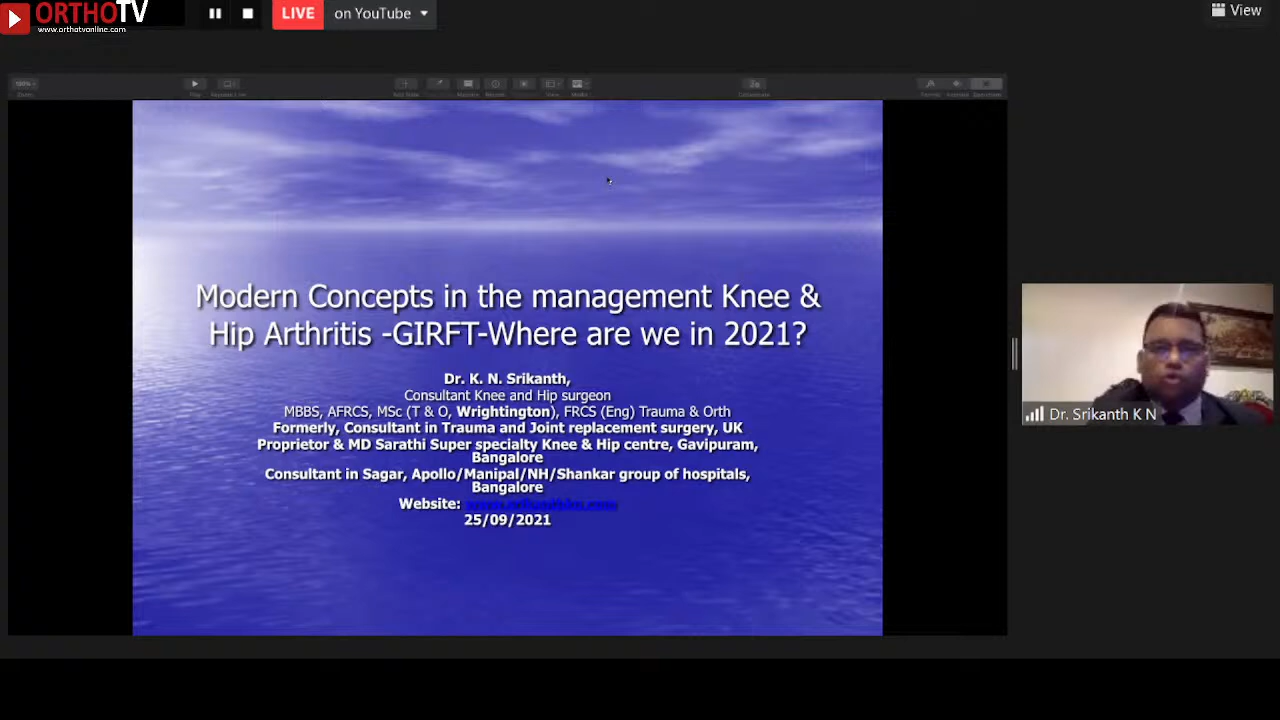 ORTHOTV
www.orthotvonline.com
LIVE
on YouTube
View
Modern Concepts in the management Knee &
Hip Arthritis -GIRFT-Where are we in 2021?
Dr. K. N. Srikanth,
Consultant Knee and Hip surgeon
MBBS, AFRCS, MSc (T & O, Wrightington), FRCS (Eng) Trauma & Orth
Formerly, Consultant in Trauma and Joint replacement surgery, UK
Proprietor & MD Sarathi Super specialty Knee & Hip centre, Gavipuram,
Bangalore
Consultant in Sagar, Apollo/Manipal/NH/Shankar group of hospitals,
Bangalore
Website:
25/09/2021
Dr. Srikanth K N